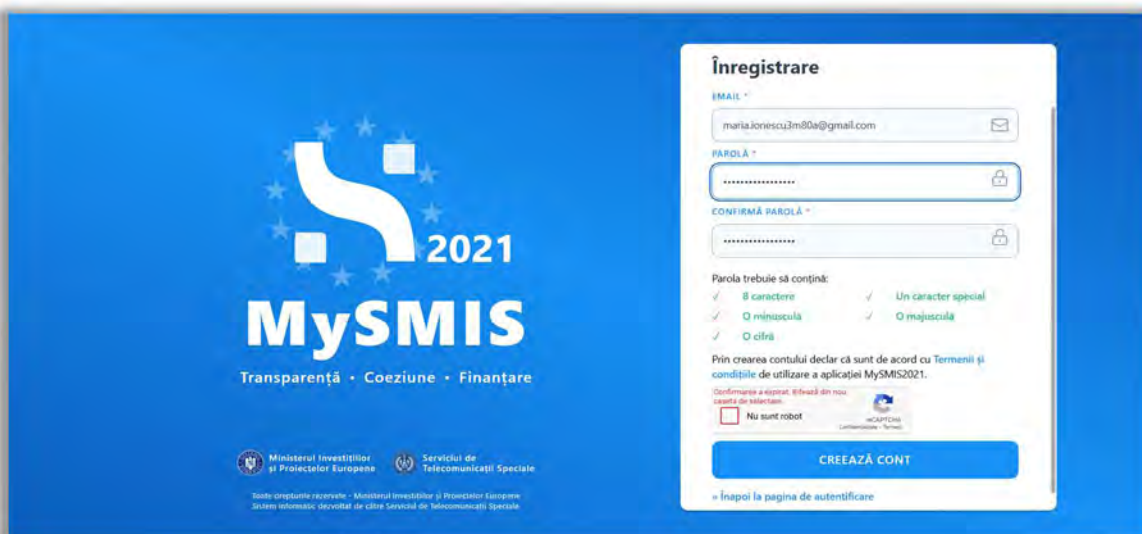 2021
MySMIS
Transparență • Coeziune • Finanțare
Ministerul Investițiilor
și Proiectelor Europene
Serviciul de
Telecomunicații Speciale
Toate drepturile rezervate - Ministerul Investițiilor și Proiectelor Europene
Sistem informatic dezvoltat de către Serviciul de Telecomunicații Speciale
Înregistrare
EMAIL *
maria.ionescu3m80a@gmail.com
PAROLĂ *
CONFIRMĂ PAROLĂ *
Parola trebuie să conțină:
√ 8 caractere √ Un caracter special
√ O minusculă √ O majusculă
√ O cifră
Prin crearea contului declar că sunt de acord cu Termenii și
condițiile de utilizare a aplicației MySMIS2021.
Confirmarea a expirat. Bifează din nou
caseta de selectare.
Nu sunt robot
reCAPTCHA
Confidențialitate - Termeni
CREEAZĂ CONT
» Înapoi la pagina de autentificare